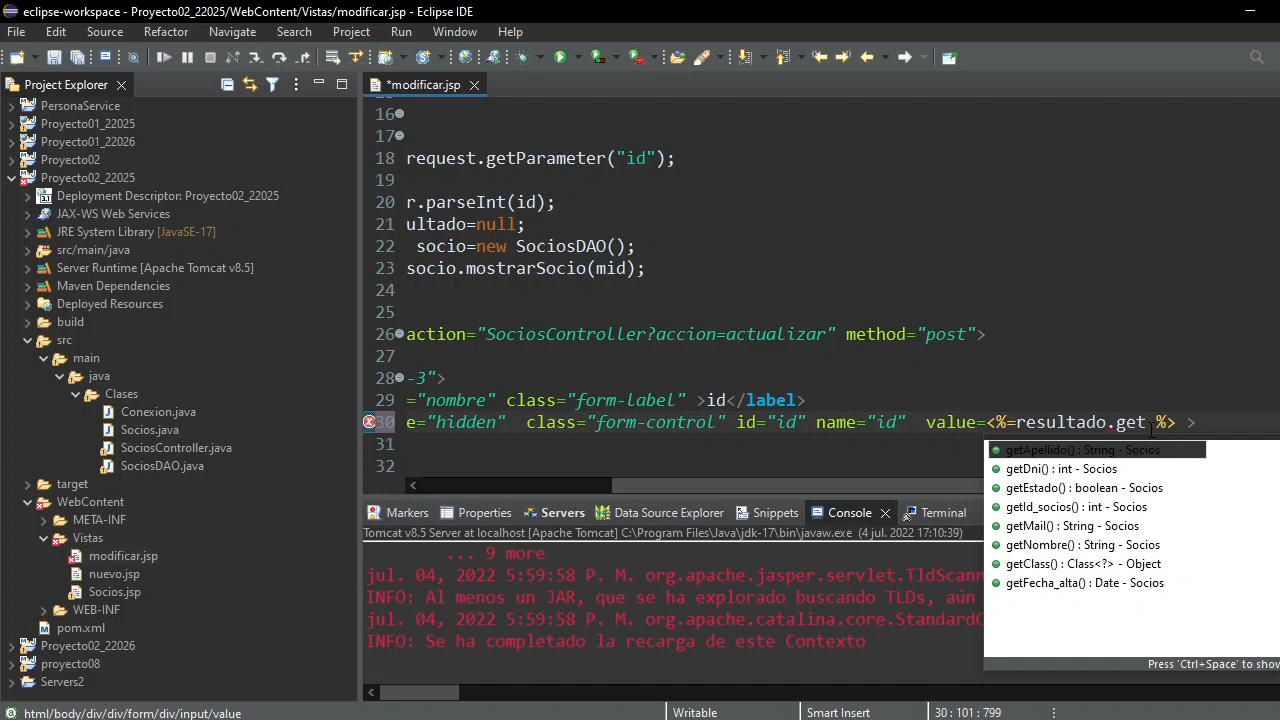 eclipse-workspace - Proyecto02_22025/WebContent/Vistas/modificar.jsp - Eclipse IDE
File Edit Source Refactor Navigate Search Project Run Window Help
Project Explorer
PersonaService
Proyecto01_22025
Proyecto01_22026
Proyecto02
Proyecto02_22025
Deployment Descriptor: Proyecto02_22025
JAX-WS Web Services
JRE System Library [JavaSE-17]
src/main/java
Server Runtime [Apache Tomcat v8.5]
Maven Dependencies
Deployed Resources
build
src
main
java
Clases
Conexion.java
Socios.java
SociosController.java
SociosDAO.java
target
WebContent
META-INF
Vistas
modificar.jsp
nuevo.jsp
Socios.jsp
WEB-INF
pom.xml
Proyecto02_22026
proyecto08
Servers2
*modificar.jsp
16
17
18 request.getParameter("id");
19
20 r.parseInt(id);
21 ultado=null;
22 socio=new SociosDAO();
23 socio.mostrarSocio(mid);
24
25
26 action="SociosController?accion=actualizar" method="post">
27
28 -3">
29 ="nombre" class="form-label" >id</label>
30 e="hidden" class="form-control" id="id" name="id" value=<%=resultado.get %> >
31
32
getApellido() : String - Socios
getDni() : int - Socios
getEstado() : boolean - Socios
getId_socios() : int - Socios
getMail() : String - Socios
getNombre() : String - Socios
getClass() : Class<?> - Object
getFecha_alta() : Date - Socios
Press 'Ctrl+Space' to show
Markers Properties Servers Data Source Explorer Snippets Console Terminal
Tomcat v8.5 Server at localhost [Apache Tomcat] C:\Program Files\Java\jdk-17\bin\javaw.exe (4 jul. 2022 17:10:39)
... 9 more
jul. 04, 2022 5:59:58 P. M. org.apache.jasper.servlet.TldScann
INFO: Al menos un JAR, que se ha explorado buscando TLDs, aún
jul. 04, 2022 5:59:58 P. M. org.apache.catalina.core.StandardC
INFO: Se ha completado la recarga de este Contexto
html/body/div/div/form/div/input/value
Writable
Smart Insert
30 : 101 : 799